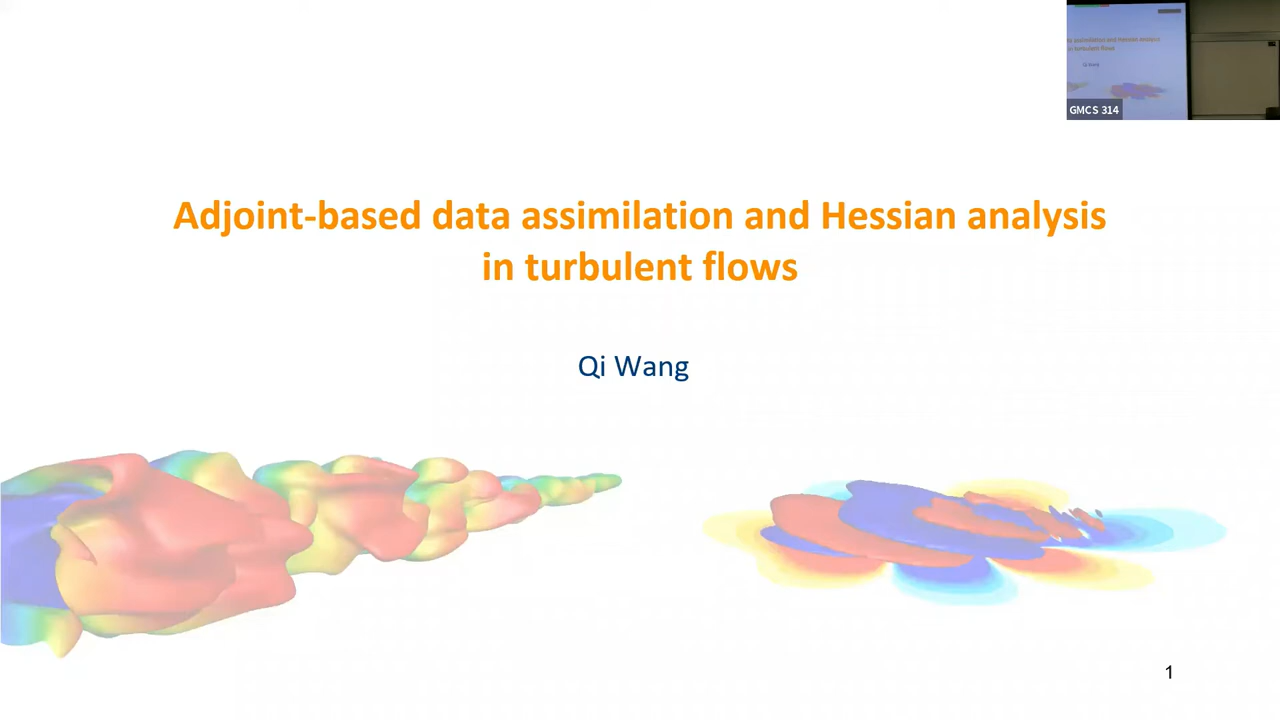 GMCS 314
Adjoint-based data assimilation and Hessian analysis
in turbulent flows
Qi Wang
1